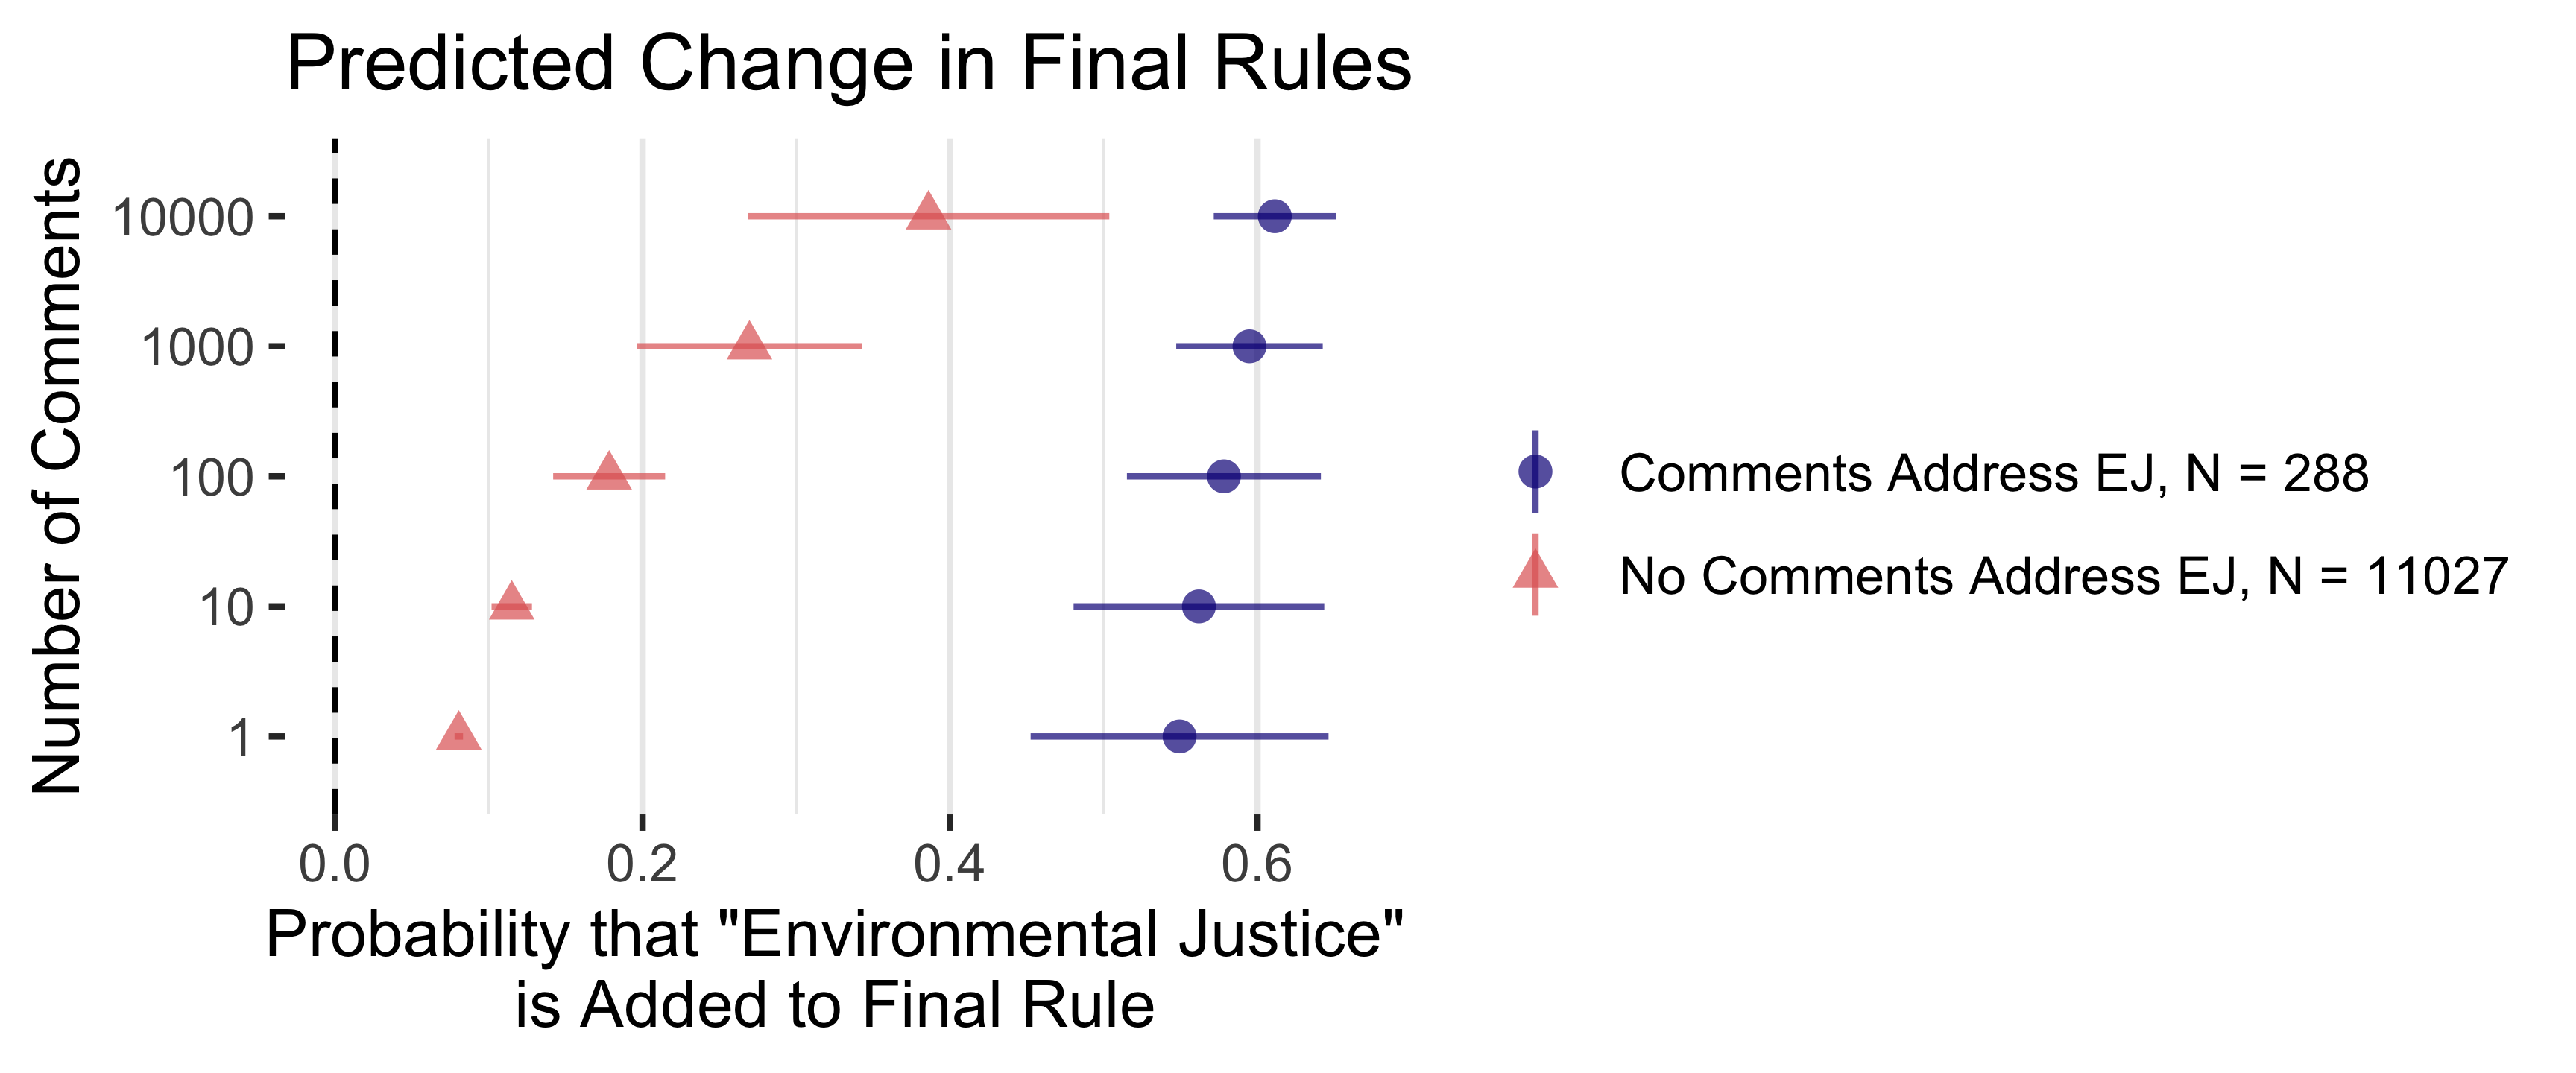 Predicted Change in Final Rules
Number of Comments
10000
1000
100
10
1
0.0 0.2 0.4 0.6
Probability that "Environmental Justice"
is Added to Final Rule
Comments Address EJ, N = 288
No Comments Address EJ, N = 11027